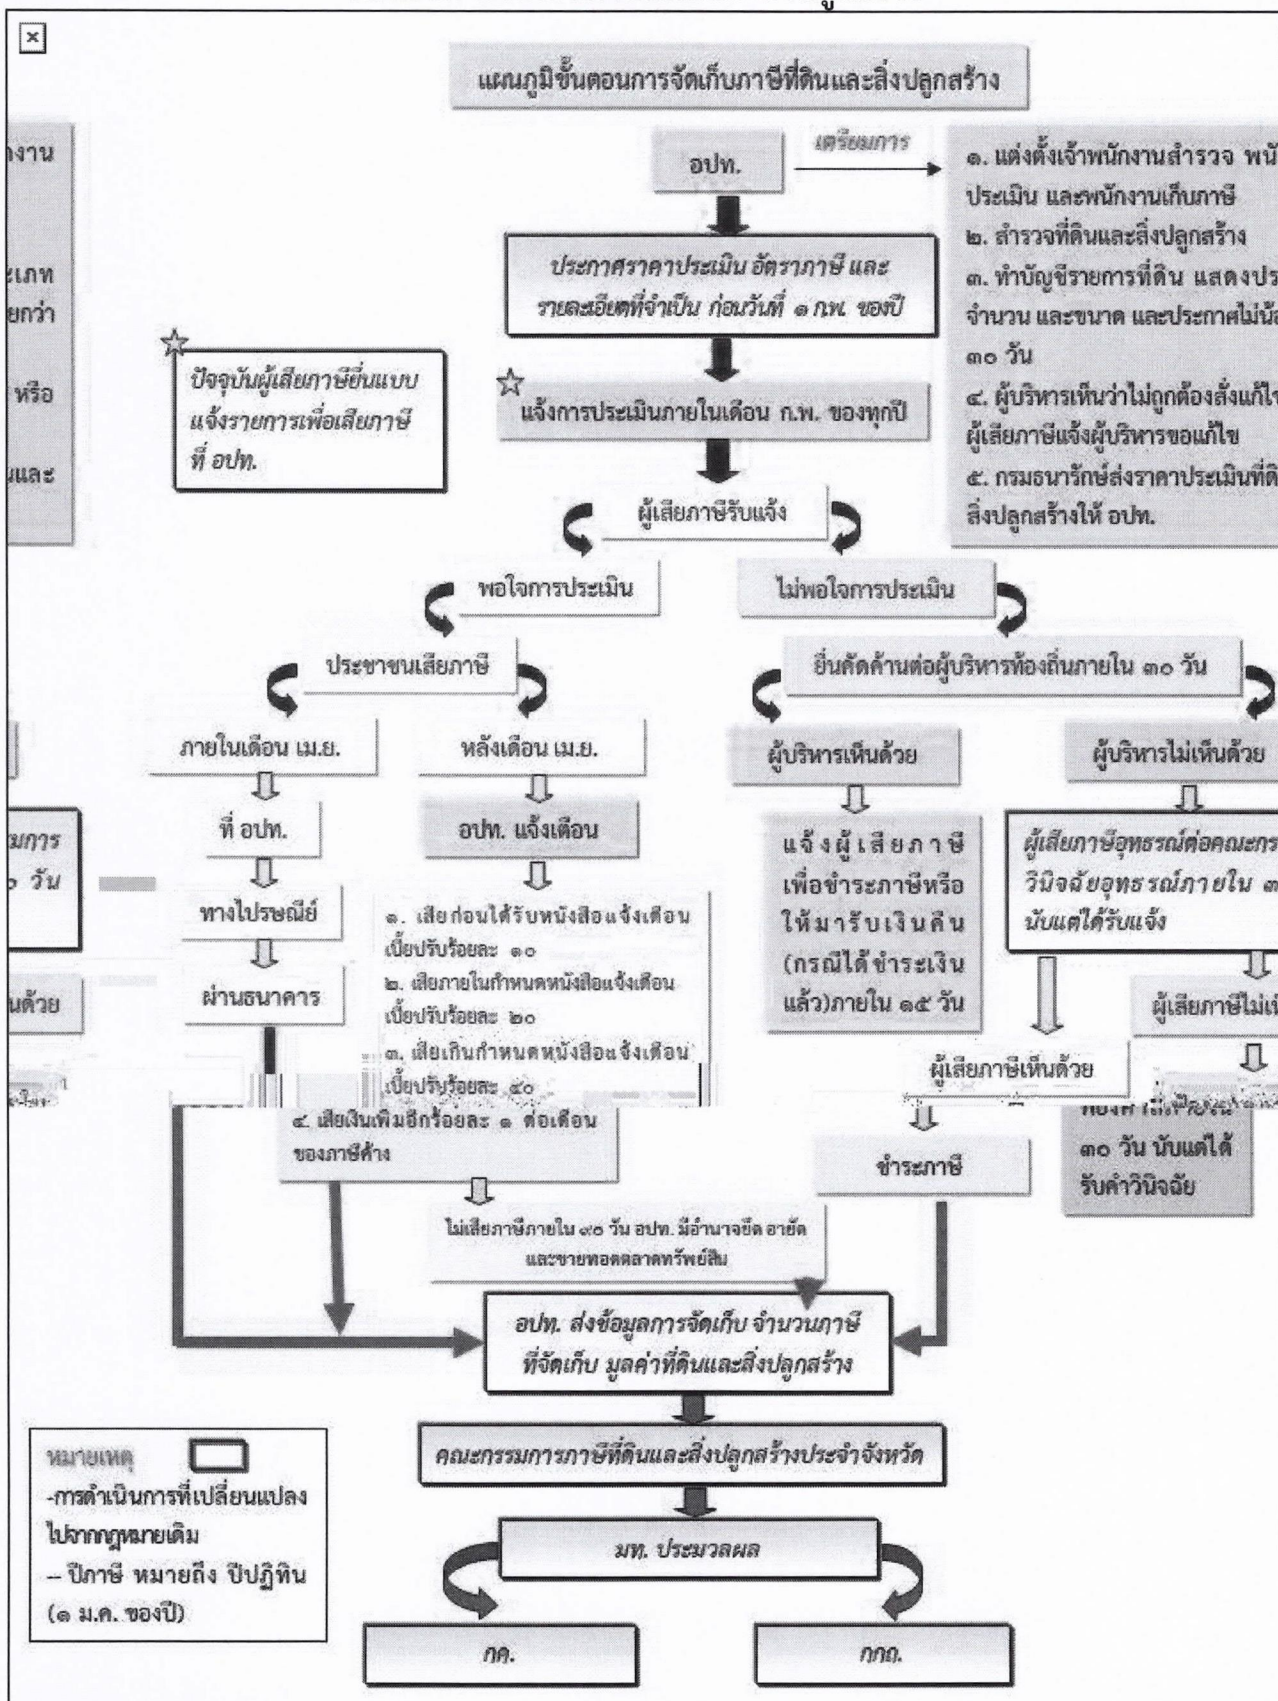 แผนภูมิขั้นตอนการจัดเก็บภาษีที่ดินและสิ่งปลูกสร้าง
อปท.
เตรียมการ
๑. แต่งตั้งเจ้าพนักงานสำรวจ
ประเมิน และพนักงานเก็บภาษี
๒. สำรวจที่ดินและสิ่งปลูกสร้าง
๓. ทำบัญชีรายการที่ดิน
จำนวน และขนาด และประกาศ
๓๐ วัน
๔. ผู้บริหารเห็นว่าไม่ถูกต้อง
ผู้เสียภาษีแจ้งผู้บริหารขอแก้ไข
๕. กรมธนารักษ์ส่งราคาประเมิน
สิ่งปลูกสร้างให้ อปท.
ประกาศราคาประเมิน อัตราภาษี และ
รายละเอียดที่จำเป็น ก่อนวันที่ ๑ กพ. ของปี
ปัจจุบันผู้เสียภาษียื่นแบบ
แจ้งรายการเพื่อเสียภาษี
ที่ อปท.
แจ้งการประเมินภายในเดือน ก.พ. ของทุกปี
หรือ
ผู้เสียภาษีรับแจ้ง
พอใจการประเมิน
ไม่พอใจการประเมิน
ประชาชนเสียภาษี
ยื่นคัดค้านต่อผู้บริหารท้องถิ่นภายใน ๓๐ วัน
ภายในเดือน เม.ย.
หลังเดือน เม.ย.
ผู้บริหารเห็นด้วย
ผู้บริหารไม่เห็นด้วย
ที่ อปท.
อปท. แจ้งเตือน
แจ้งผู้เสียภาษี
เพื่อชำระภาษีหรือ
ให้มารับเงินคืน
(กรณีได้ชำระเงิน
แล้ว)ภายใน ๑๕ วัน
ผู้เสียภาษีอุทธรณ์ต่อ
วินิจฉัยอุทธรณ์ภายใน
นับแต่ได้รับแจ้ง
วัน
ทางไปรษณีย์
ผ่านธนาคาร
๑. เสียก่อนได้รับหนังสือแจ้งเตือน
เบี้ยปรับร้อยละ ๑๐
๒. เสียภายในกำหนดหนังสือแจ้งเตือน
เบี้ยปรับร้อยละ ๒๐
๓. เสียเกินกำหนดหนังสือแจ้งเตือน
เบี้ยปรับร้อยละ ๔๐
๔. เสียเงินเพิ่มอีกร้อยละ ๑ ต่อเดือน
ของภาษีค้าง
ผู้เสียภาษีเห็นด้วย
ชำระภาษี
๓๐ วัน นับแต่ได้
รับคำวินิจฉัย
ไม่เสียภาษีภายใน ๙๐ วัน อปท. มีอำนาจยึด อายัด
และขายทอดตลาดทรัพย์สิน
อปท. ส่งข้อมูลการจัดเก็บ จำนวนภาษี
ที่จัดเก็บ มูลค่าที่ดินและสิ่งปลูกสร้าง
คณะกรรมการภาษีที่ดินและสิ่งปลูกสร้างประจำจังหวัด
มท. ประมวลผล
กค.
กกถ.
หมายเหตุ
-การดำเนินการที่เปลี่ยนแปลง
ไปจากกฎหมายเดิม
– ปีภาษี หมายถึง ปีปฏิทิน
(๑ ม.ค. ของปี)